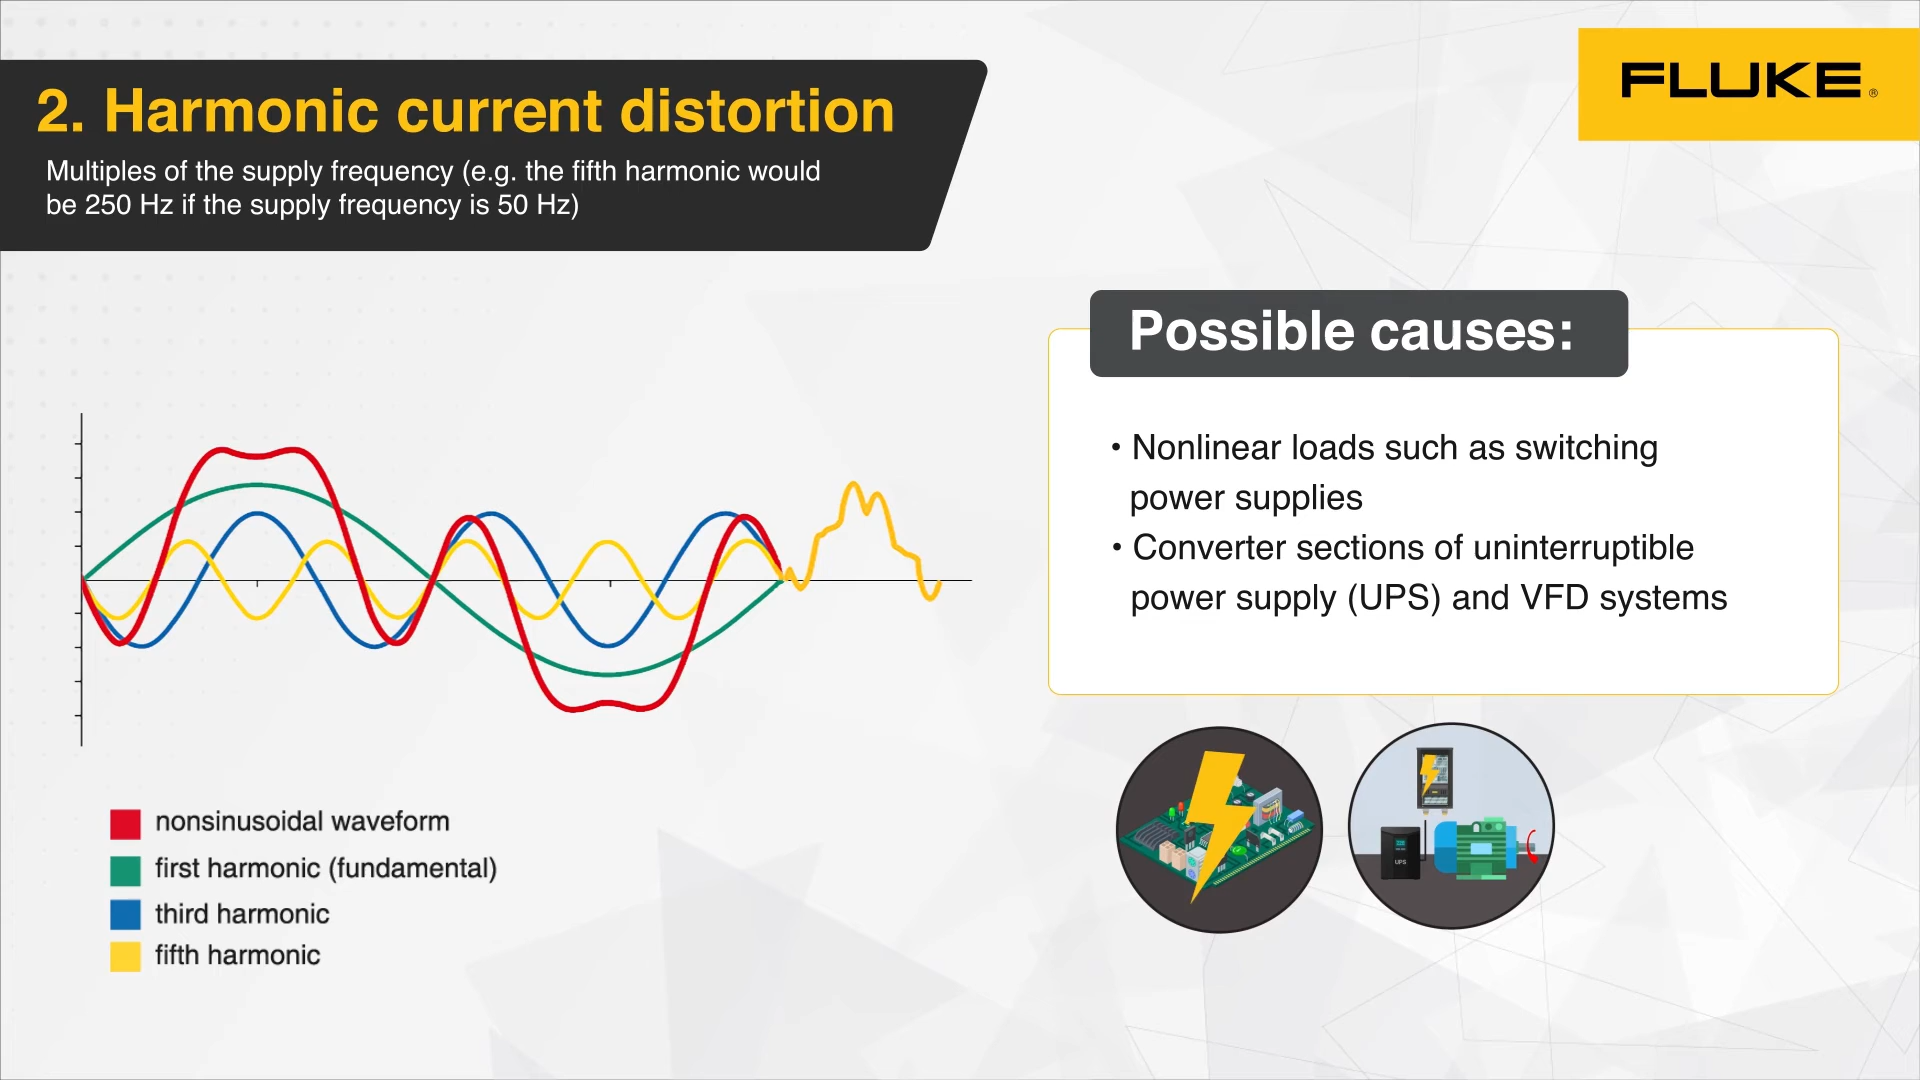 2. Harmonic current distortion
Multiples of the supply frequency (e.g. the fifth harmonic would
be 250 Hz if the supply frequency is 50 Hz)
FLUKE®
Possible causes:
• Nonlinear loads such as switching
power supplies
• Converter sections of uninterruptible
power supply (UPS) and VFD systems
nonsinusoidal waveform
first harmonic (fundamental)
third harmonic
fifth harmonic
UPS